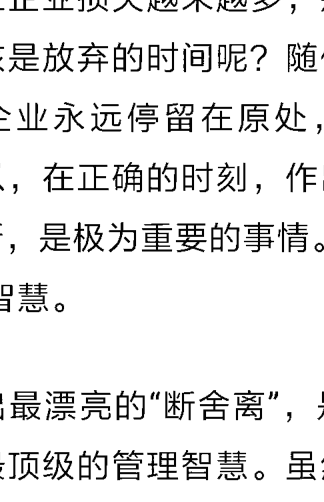 企业损失越来越多，
是放弃的时间呢？随
企业永远停留在原处，
，在正确的时刻，作
，是极为重要的事情。
智慧。
最漂亮的“断舍离”，
顶级的管理智慧。虽